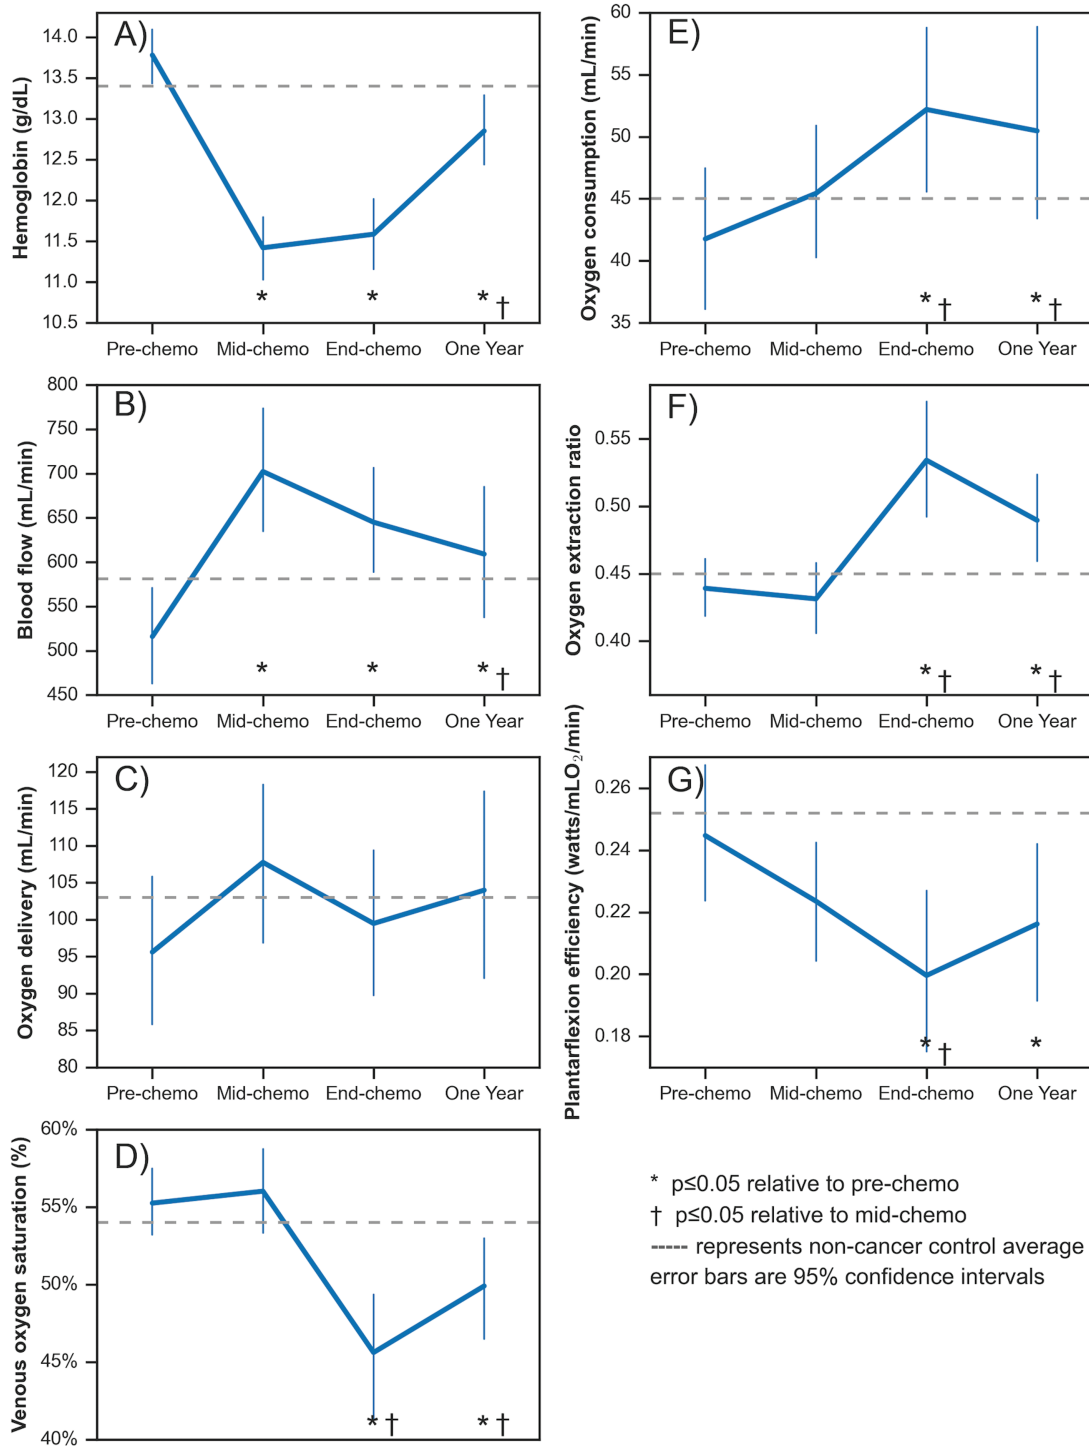 A)
Hemoglobin (g/dL)
14.0
13.5
13.0
12.5
12.0
11.5
11.0
10.5
* * * †
Pre-chemo Mid-chemo End-chemo One Year
B)
Blood flow (mL/min)
800
750
700
650
600
550
500
450
* * * †
Pre-chemo Mid-chemo End-chemo One Year
C)
Oxygen delivery (mL/min)
120
115
110
105
100
95
90
85
80
Pre-chemo Mid-chemo End-chemo One Year
D)
Venous oxygen saturation (%)
60%
55%
50%
45%
40%
* † * †
E)
Oxygen consumption (mL/min)
60
55
50
45
40
35
* † * †
Pre-chemo Mid-chemo End-chemo One Year
F)
Oxygen extraction ratio
0.55
0.50
0.45
0.40
* † * †
Pre-chemo Mid-chemo End-chemo One Year
G)
Plantarflexion efficiency (watts/mLO₂/min)
0.26
0.24
0.22
0.20
0.18
* † *
Pre-chemo Mid-chemo End-chemo One Year
* p≤0.05 relative to pre-chemo
† p≤0.05 relative to mid-chemo
----- represents non-cancer control average
error bars are 95% confidence intervals